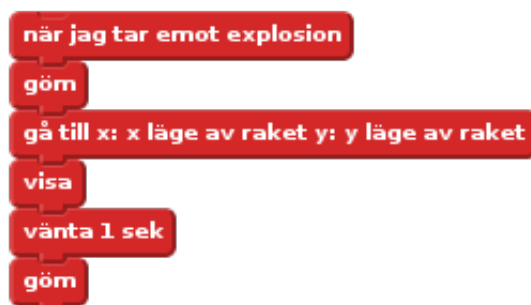 när jag tar emot explosion
göm
gå till x: x läge av raket y: y läge av raket
visa
vänta 1 sek
göm